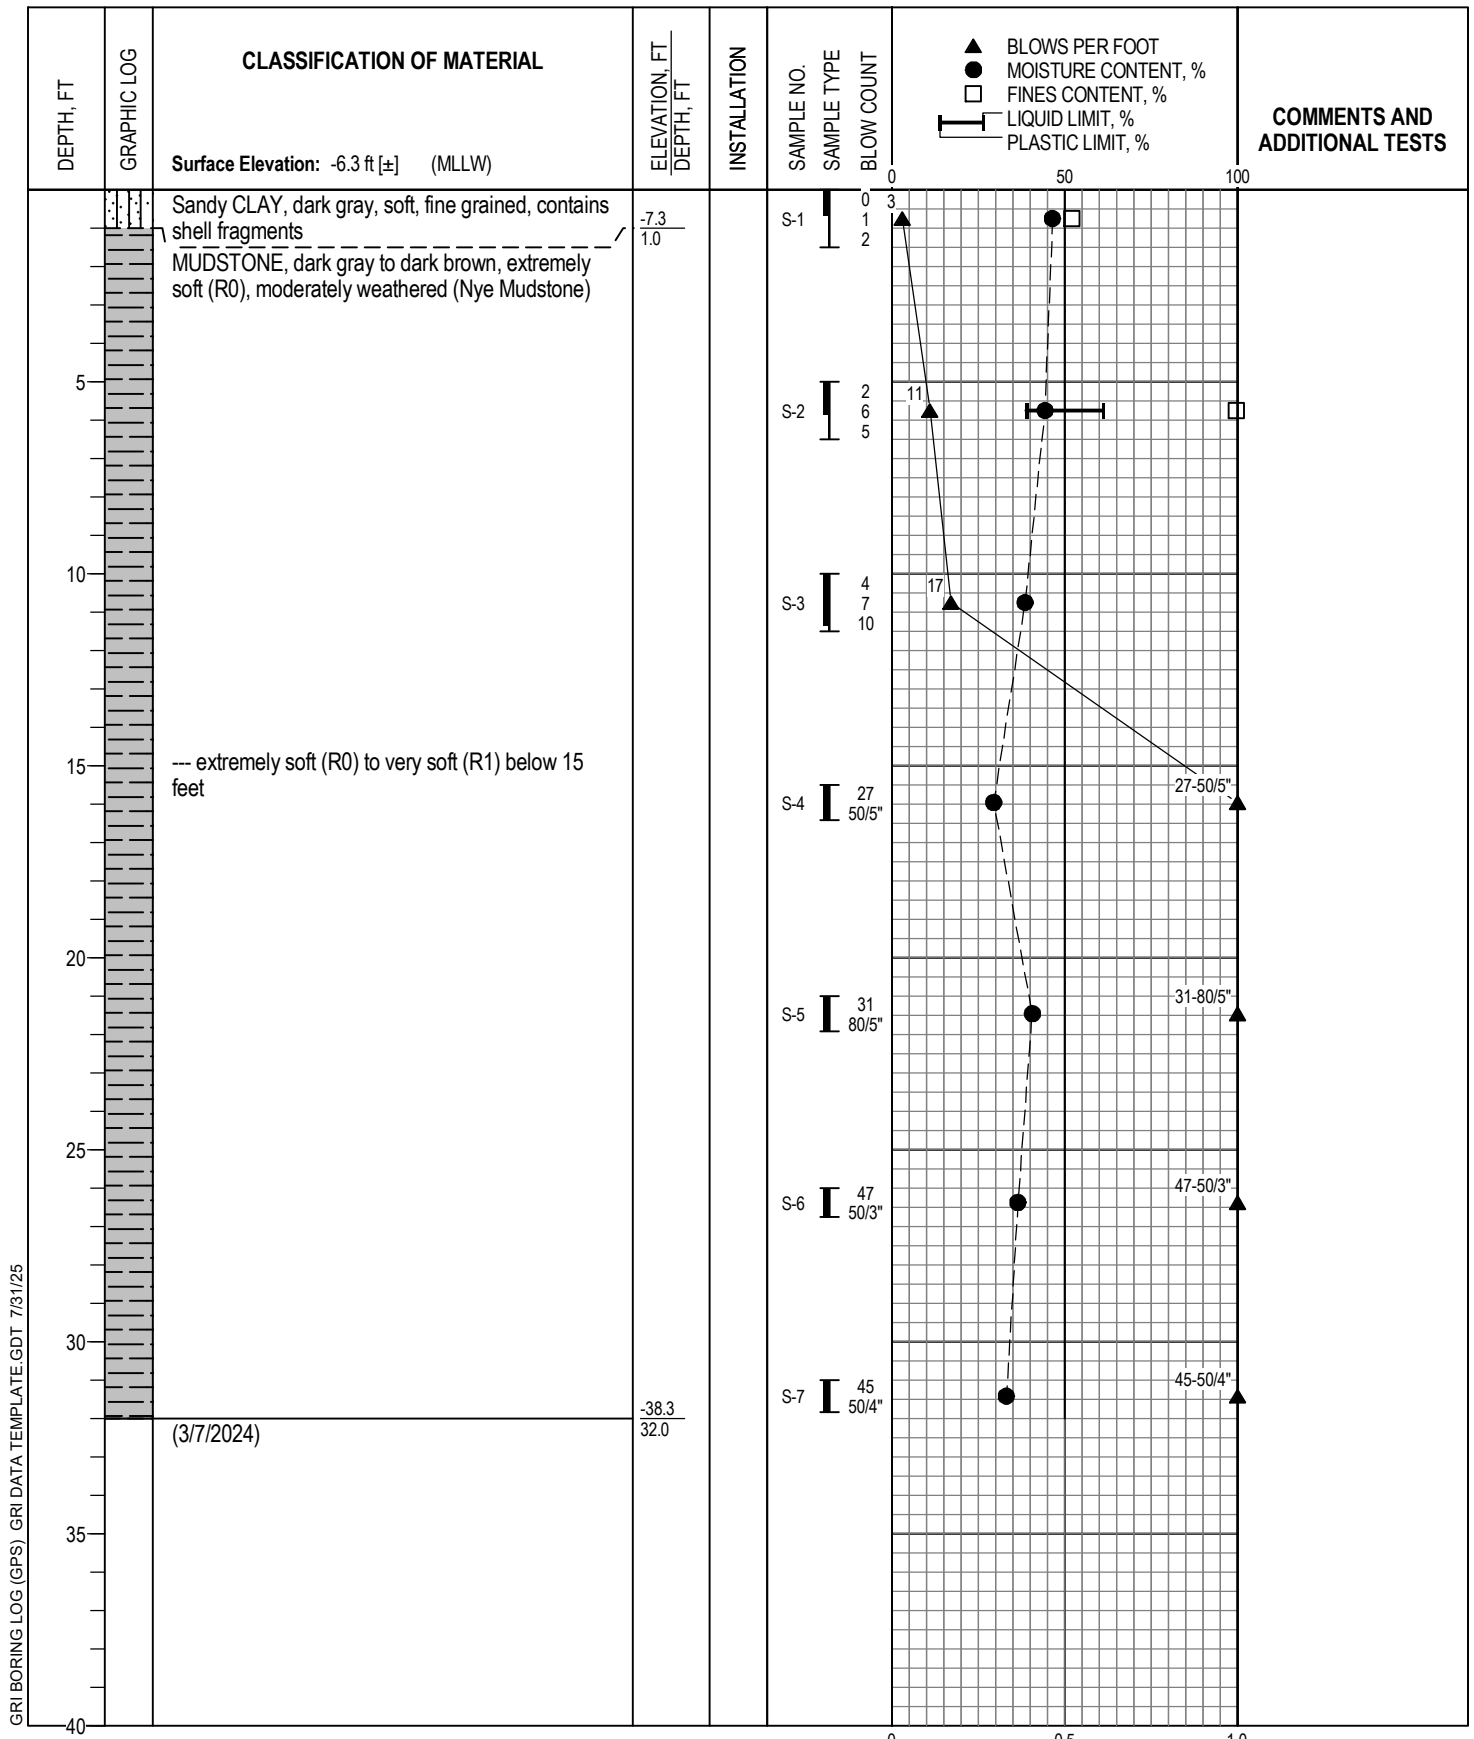 DEPTH, FT
GRAPHIC LOG
CLASSIFICATION OF MATERIAL
Surface Elevation: -6.3 ft [±] (MLLW)
ELEVATION, FT
DEPTH, FT
INSTALLATION
SAMPLE NO.
SAMPLE TYPE
BLOW COUNT
BLOWS PER FOOT
MOISTURE CONTENT, %
FINES CONTENT, %
LIQUID LIMIT, %
PLASTIC LIMIT, %
COMMENTS AND
ADDITIONAL TESTS
0 50 100
Sandy CLAY, dark gray, soft, fine grained, contains
shell fragments
-7.3
1.0
S-1
0
1
2
3
MUDSTONE, dark gray to dark brown, extremely
soft (R0), moderately weathered (Nye Mudstone)
5
S-2
2
6
5
11
10
S-3
4
7
10
17
15
--- extremely soft (R0) to very soft (R1) below 15
feet
S-4
27
50/5"
27-50/5"
20
S-5
31
80/5"
31-80/5"
25
S-6
47
50/3"
47-50/3"
30
S-7
45
50/4"
45-50/4"
-38.3
32.0
(3/7/2024)
35
40
0 0.5 1.0
GRI BORING LOG (GPS) GRI DATA TEMPLATE.GDT 7/31/25